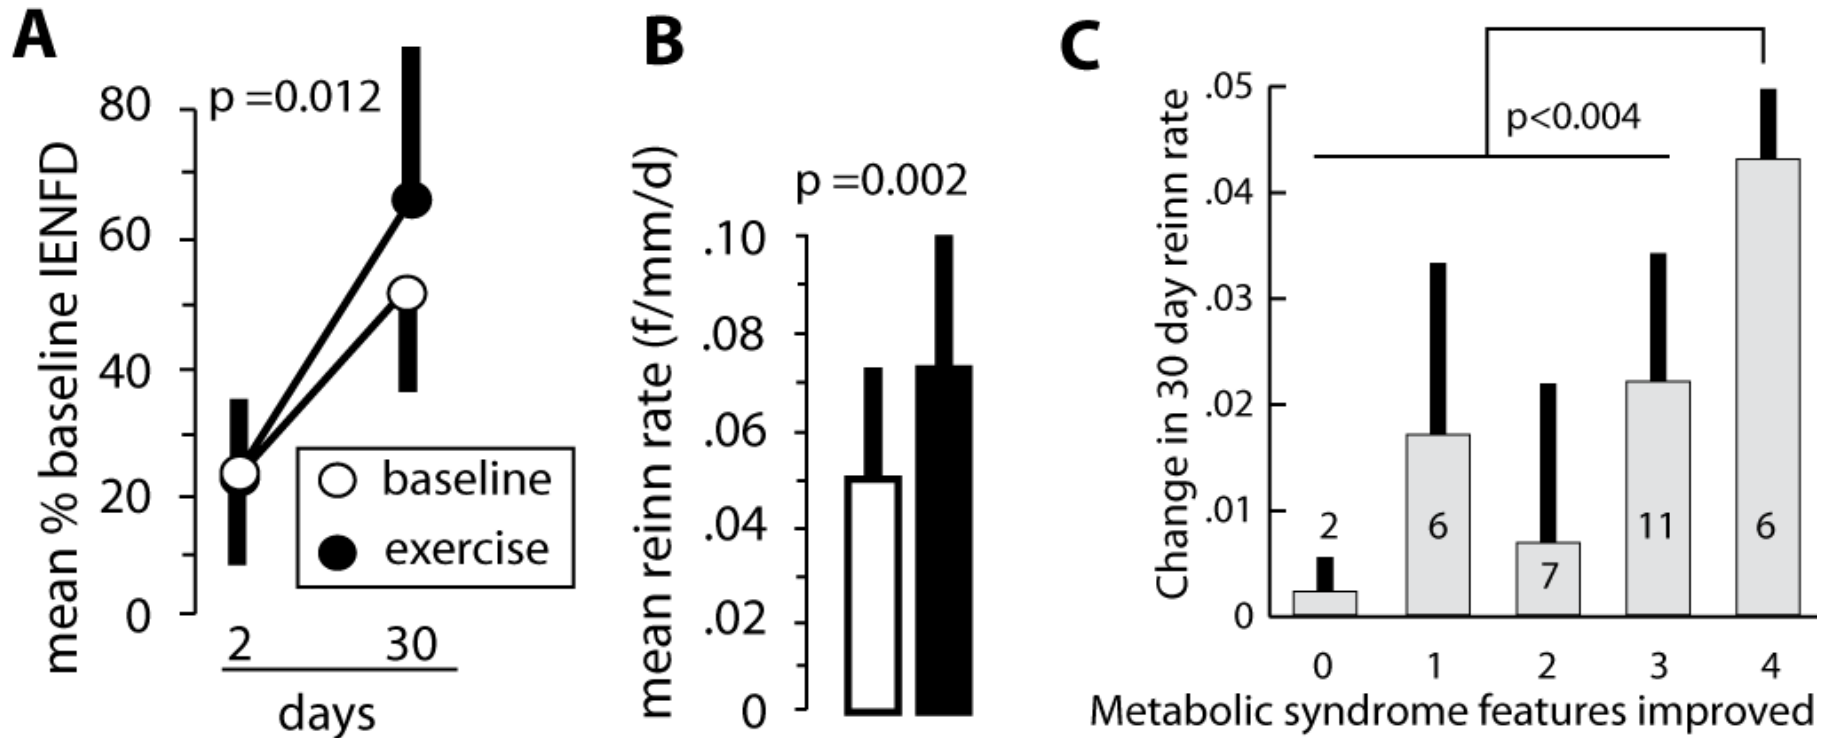 A
mean % baseline IENFD
80
60
40
20
0
p =0.012
baseline
exercise
2 30
days
B
mean reinn rate (f/mm/d)
p =0.002
.10
.08
.06
.04
.02
0
C
Change in 30 day reinn rate
.05
.04
.03
.02
.01
0
p<0.004
2 6 7 11 6
0 1 2 3 4
Metabolic syndrome features improved